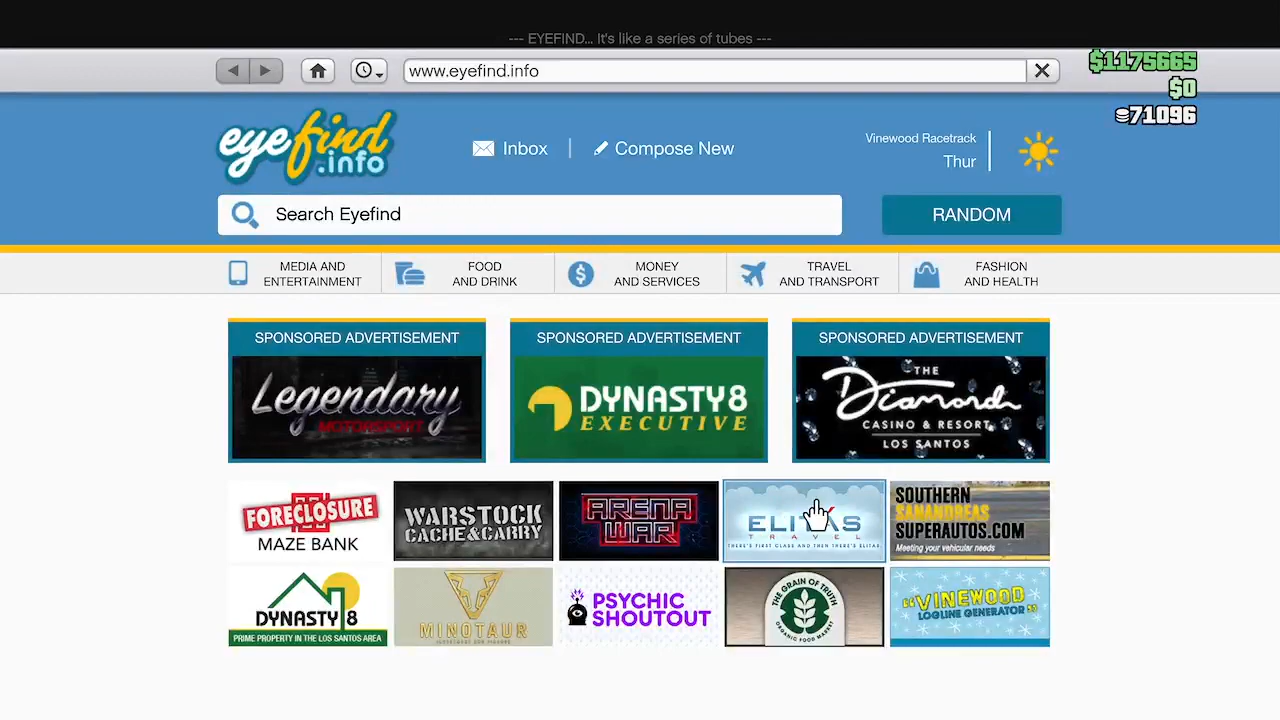 --- EYEFIND... It's like a series of tubes ---
www.eyefind.info
$1175665
$0
71096
eyefind
.info
Inbox
Compose New
Vinewood Racetrack
Thur
Search Eyefind
RANDOM
MEDIA AND
ENTERTAINMENT
FOOD
AND DRINK
MONEY
AND SERVICES
TRAVEL
AND TRANSPORT
FASHION
AND HEALTH
SPONSORED ADVERTISEMENT
Legendary
MOTORSPORT
SPONSORED ADVERTISEMENT
DYNASTY 8
EXECUTIVE
SPONSORED ADVERTISEMENT
THE
Diamond
CASINO & RESORT
LOS SANTOS
FORECLOSURE
MAZE BANK
WARSTOCK
CACHE&CARRY
ARENA
WAR
ELITÁS
TRAVEL
THERE'S FIRST CLASS AND THEN THERE'S ELITAS
SOUTHERN
SANANDREAS
SUPERAUTOS.COM
Meeting your vehicular needs
DYNASTY 8
PRIME PROPERTY IN THE LOS SANTOS AREA
MINOTAUR
PSYCHIC
SHOUTOUT
THE GRAIN OF TRUTH
ORGANIC FOOD MARKET
"VINEWOOD
LOGLINE GENERATOR"